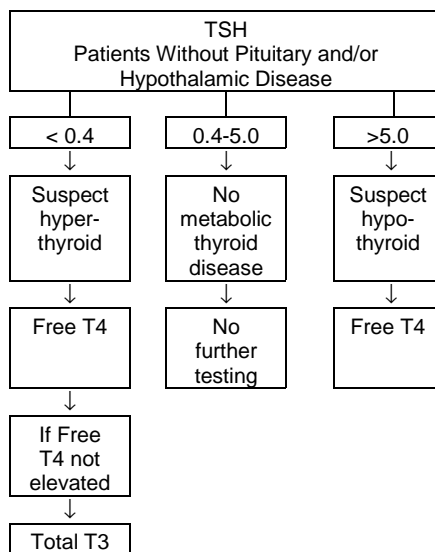 TSH
Patients Without Pituitary and/or
Hypothalamic Disease
< 0.4
0.4-5.0
>5.0
Suspect
hyper-
thyroid
No
metabolic
thyroid
disease
Suspect
hypo-
thyroid
Free T4
No
further
testing
Free T4
If Free
T4 not
elevated
Total T3